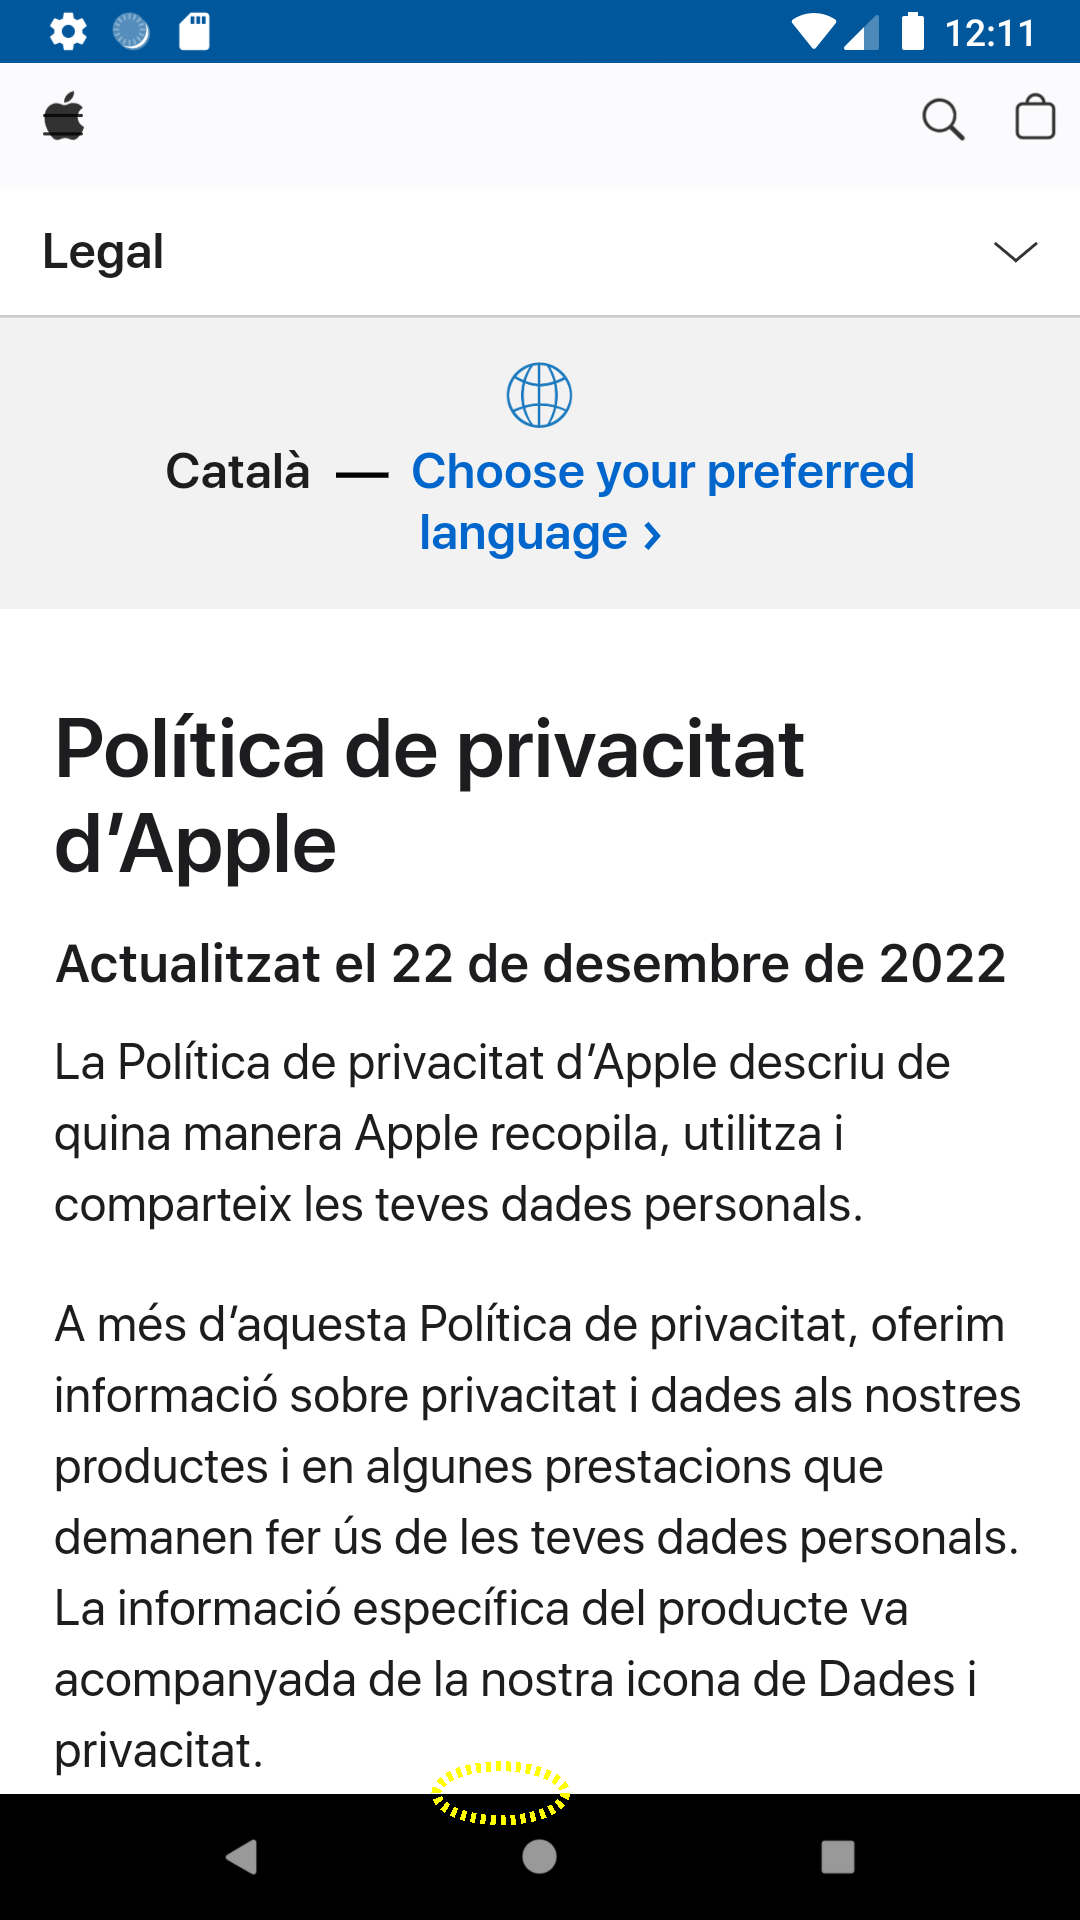 12:11
Legal
Català — Choose your preferred
language ›
Política de privacitat
d’Apple
Actualitzat el 22 de desembre de 2022
La Política de privacitat d’Apple descriu de
quina manera Apple recopila, utilitza i
comparteix les teves dades personals.
A més d’aquesta Política de privacitat, oferim
informació sobre privacitat i dades als nostres
productes i en algunes prestacions que
demanen fer ús de les teves dades personals.
La informació específica del producte va
acompanyada de la nostra icona de Dades i
privacitat.